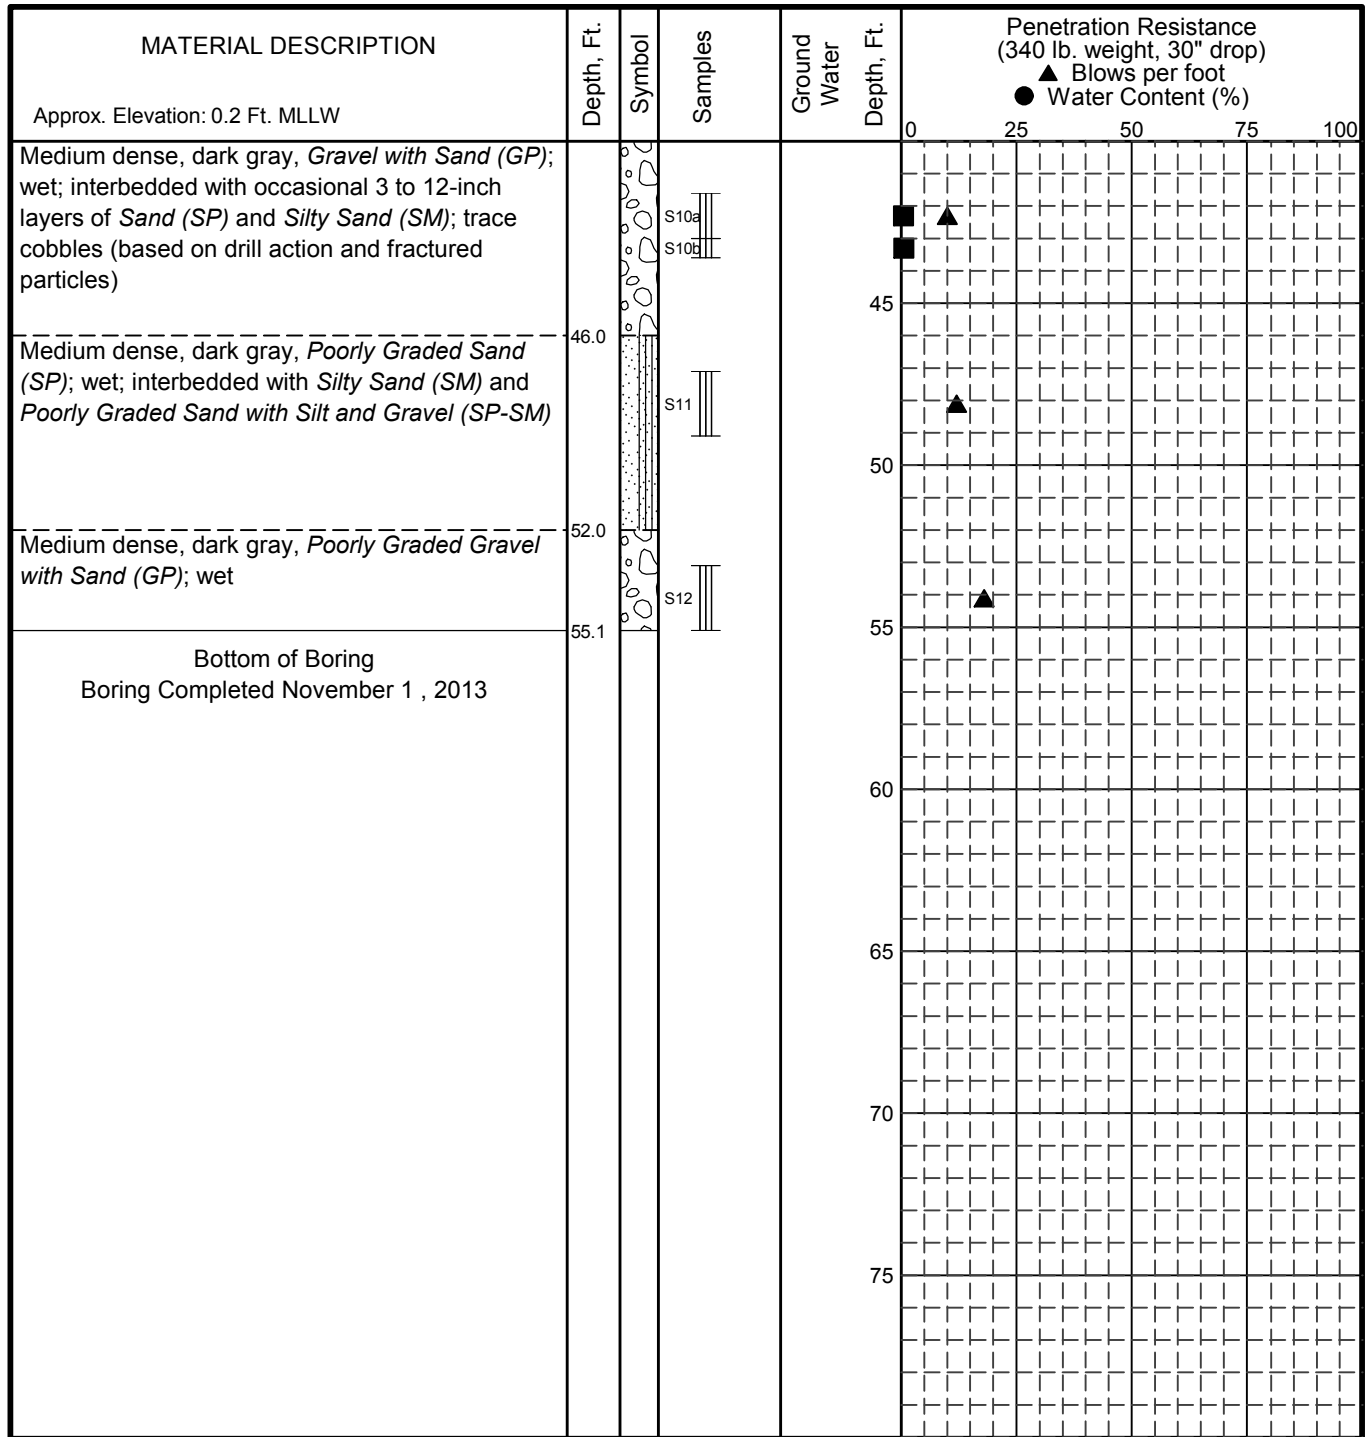 MATERIAL DESCRIPTION
Approx. Elevation: 0.2 Ft. MLLW
Depth, Ft.
Symbol
Samples
Ground
Water
Depth, Ft.
Penetration Resistance
(340 lb. weight, 30" drop)
▲ Blows per foot
● Water Content (%)
0 25 50 75 100
Medium dense, dark gray, Gravel with Sand (GP);
wet; interbedded with occasional 3 to 12-inch
layers of Sand (SP) and Silty Sand (SM); trace
cobbles (based on drill action and fractured
particles)
S10a
S10b
45
46.0
Medium dense, dark gray, Poorly Graded Sand
(SP); wet; interbedded with Silty Sand (SM) and
Poorly Graded Sand with Silt and Gravel (SP-SM)
S11
50
52.0
Medium dense, dark gray, Poorly Graded Gravel
with Sand (GP); wet
S12
55
55.1
Bottom of Boring
Boring Completed November 1 , 2013
60
65
70
75